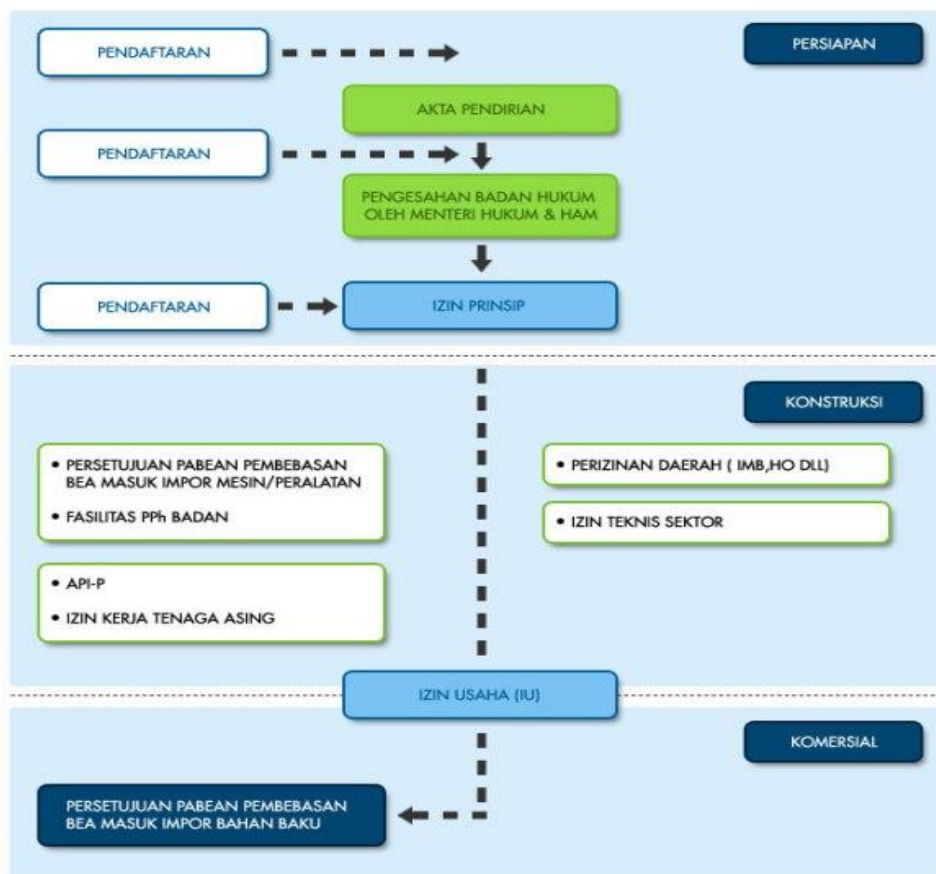 PENDAFTARAN
PERSIAPAN
AKTA PENDIRIAN
PENDAFTARAN
PENGESAHAN BADAN HUKUM
OLEH MENTERI HUKUM & HAM
PENDAFTARAN
IZIN PRINSIP
KONSTRUKSI
• PERSETUJUAN PABEAN PEMBEBASAN
BEA MASUK IMPOR MESIN/PERALATAN
• FASILITAS PPh BADAN
• PERIZINAN DAERAH ( IMB,HO DLL)
• IZIN TEKNIS SEKTOR
• API-P
• IZIN KERJA TENAGA ASING
IZIN USAHA (IU)
KOMERSIAL
PERSETUJUAN PABEAN PEMBEBASAN
BEA MASUK IMPOR BAHAN BAKU